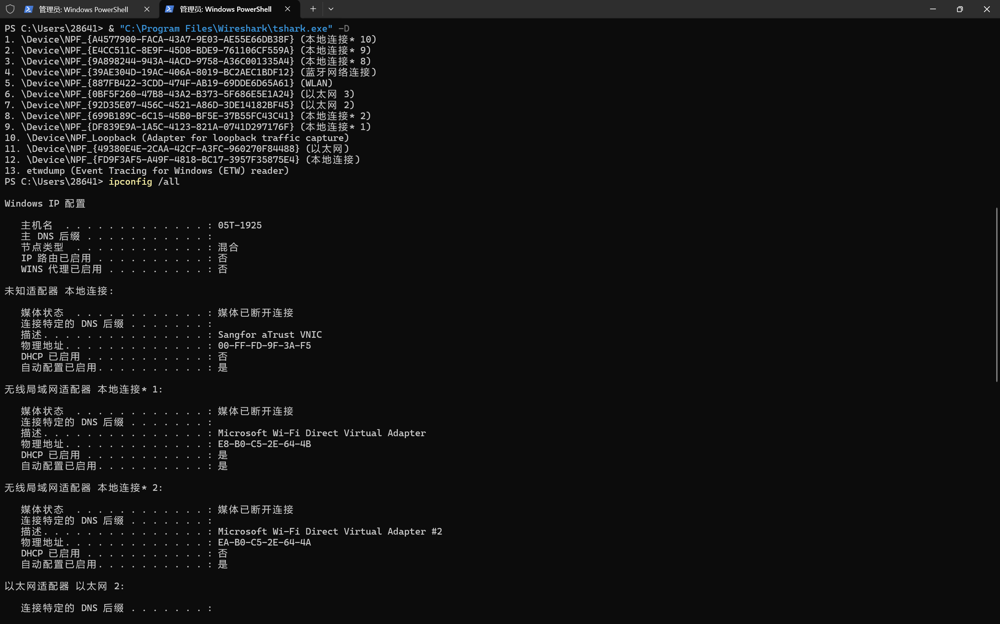 管理员: Windows PowerShell
管理员: Windows PowerShell
PS C:\Users\28641> & "C:\Program Files\Wireshark\tshark.exe" -D
1. \Device\NPF_{A4577900-FACA-43A7-9E03-AE55E66DB38F} (本地连接* 10)
2. \Device\NPF_{E4CC511C-8E9F-45D8-BDE9-761106CF559A} (本地连接* 9)
3. \Device\NPF_{9A898244-943A-4ACD-9758-A36C001335A4} (本地连接* 8)
4. \Device\NPF_{39AE304D-19AC-406A-8019-BC2AEC1BDF12} (蓝牙网络连接)
5. \Device\NPF_{887FB422-3CDD-474F-AB19-69DDE6D65A61} (WLAN)
6. \Device\NPF_{0BF5F260-47B8-43A2-B373-5F686E5E1A24} (以太网 3)
7. \Device\NPF_{92D35E07-456C-4521-A86D-3DE14182BF45} (以太网 2)
8. \Device\NPF_{699B189C-6C15-45B0-BF5E-37B55FC43C41} (本地连接* 2)
9. \Device\NPF_{DF839E9A-1A5C-4123-821A-0741D297176F} (本地连接* 1)
10. \Device\NPF_Loopback (Adapter for loopback traffic capture)
11. \Device\NPF_{49380E4E-2CAA-42CF-A3FC-960270F84488} (以太网)
12. \Device\NPF_{FD9F3AF5-A49F-4818-BC17-3957F35875E4} (本地连接)
13. etwdump (Event Tracing for Windows (ETW) reader)
PS C:\Users\28641> ipconfig /all
Windows IP 配置
主机名  . . . . . . . . . . . . . : 05T-1925
主 DNS 后缀 . . . . . . . . . . . :
节点类型  . . . . . . . . . . . . : 混合
IP 路由已启用 . . . . . . . . . . : 否
WINS 代理已启用 . . . . . . . . . : 否
未知适配器 本地连接:
媒体状态  . . . . . . . . . . . . : 媒体已断开连接
连接特定的 DNS 后缀 . . . . . . . :
描述. . . . . . . . . . . . . . . : Sangfor aTrust VNIC
物理地址. . . . . . . . . . . . . : 00-FF-FD-9F-3A-F5
DHCP 已启用 . . . . . . . . . . . : 否
自动配置已启用. . . . . . . . . . : 是
无线局域网适配器 本地连接* 1:
媒体状态  . . . . . . . . . . . . : 媒体已断开连接
连接特定的 DNS 后缀 . . . . . . . :
描述. . . . . . . . . . . . . . . : Microsoft Wi-Fi Direct Virtual Adapter
物理地址. . . . . . . . . . . . . : E8-B0-C5-2E-64-4B
DHCP 已启用 . . . . . . . . . . . : 是
自动配置已启用. . . . . . . . . . : 是
无线局域网适配器 本地连接* 2:
媒体状态  . . . . . . . . . . . . : 媒体已断开连接
连接特定的 DNS 后缀 . . . . . . . :
描述. . . . . . . . . . . . . . . : Microsoft Wi-Fi Direct Virtual Adapter #2
物理地址. . . . . . . . . . . . . : EA-B0-C5-2E-64-4A
DHCP 已启用 . . . . . . . . . . . : 否
自动配置已启用. . . . . . . . . . : 是
以太网适配器 以太网 2:
连接特定的 DNS 后缀 . . . . . . . :